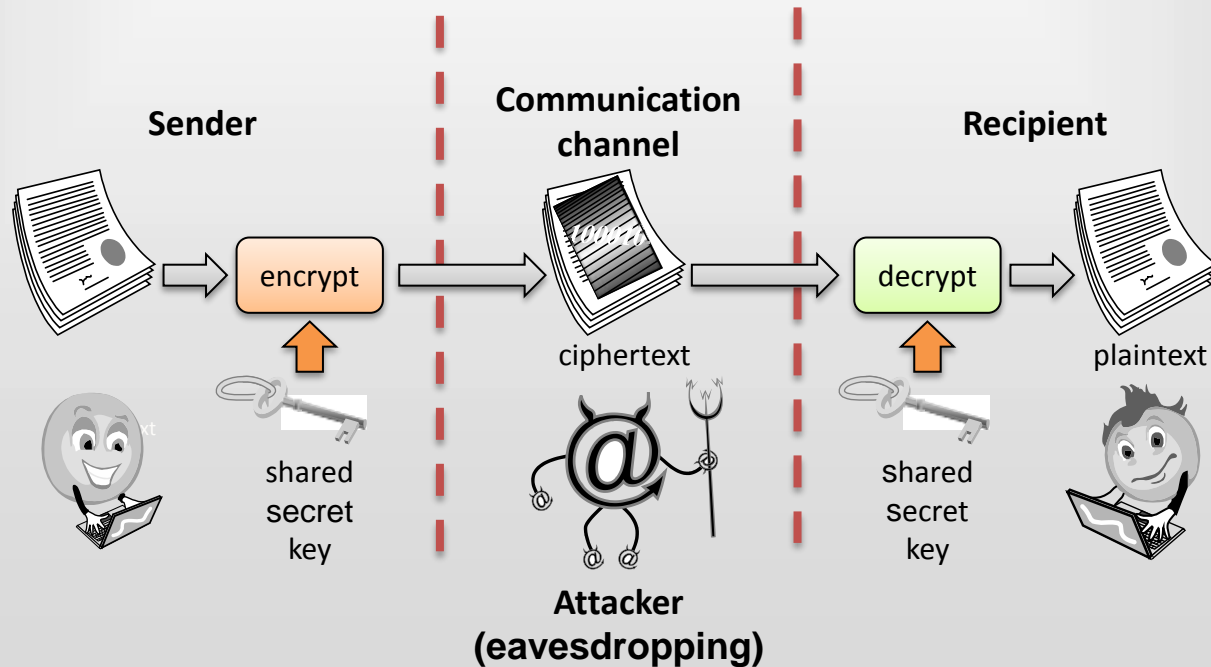 Sender
Communication
channel
Recipient
encrypt
decrypt
ciphertext
plaintext
shared
secret
key
shared
secret
key
Attacker
(eavesdropping)